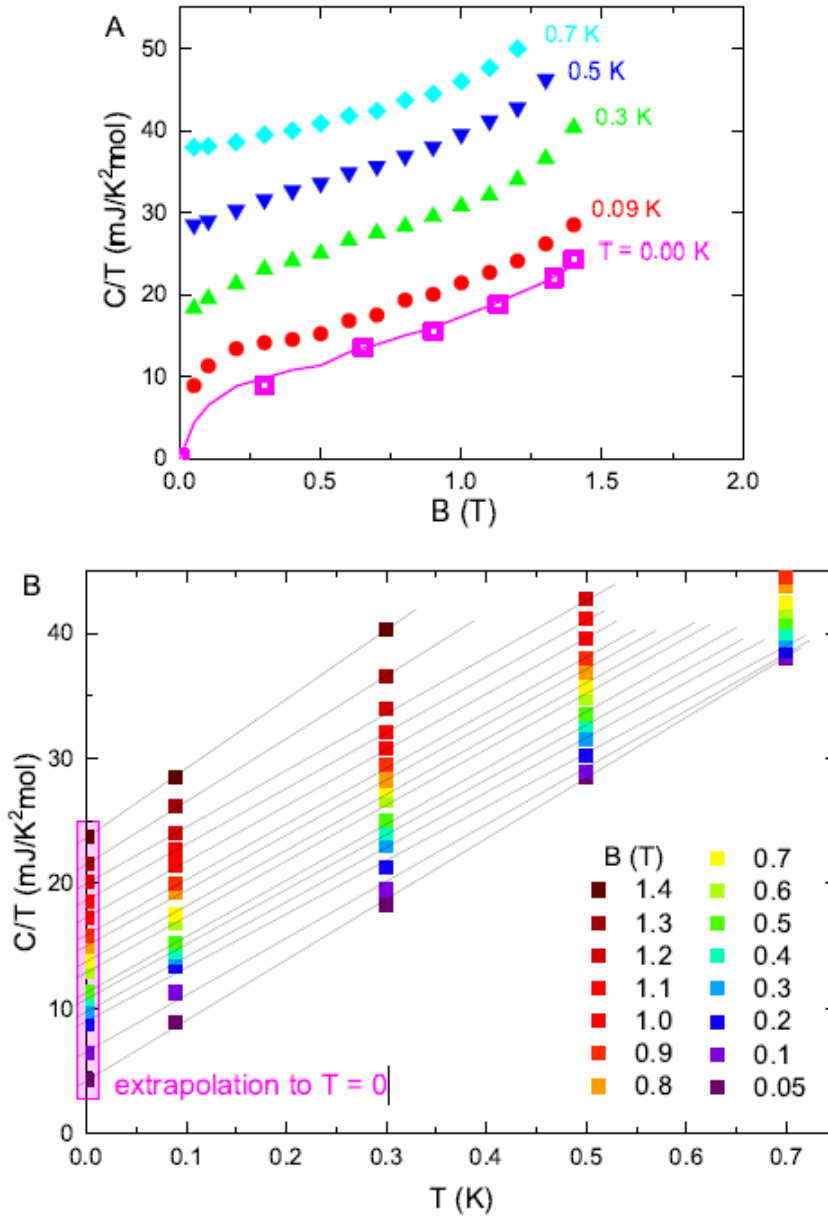 A
C/T (mJ/K²mol)
50
40
30
20
10
0
0.7 K
0.5 K
0.3 K
0.09 K
T = 0.00 K
0.0 0.5 1.0 1.5 2.0
B (T)
B
C/T (mJ/K²mol)
40
30
20
10
0
B (T)
1.4
1.3
1.2
1.1
1.0
0.9
0.8
0.7
0.6
0.5
0.4
0.3
0.2
0.1
0.05
extrapolation to T = 0
0.0 0.1 0.2 0.3 0.4 0.5 0.6 0.7
T (K)